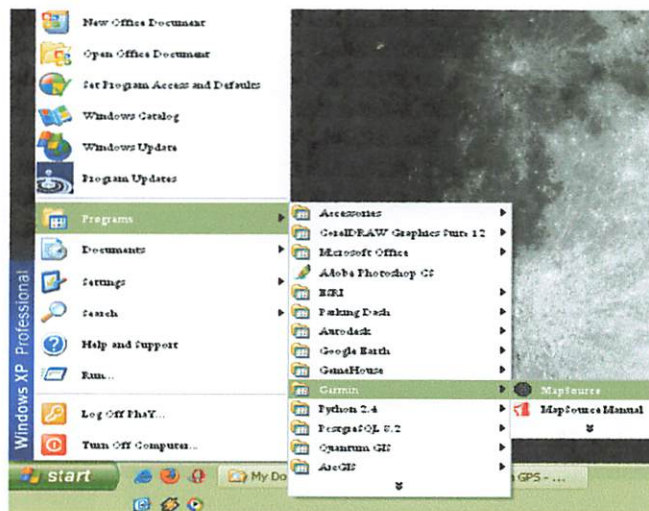 New Office Document
Open Office Document
Set Program Access and Defaults
Windows Catalog
Windows Update
Program Updates
Programs
Documents
Settings
Search
Help and Support
Run...
Log Off PhaY...
Turn Off Computer...
Windows XP Professional
Accessories
CorelDRAW Graphics Suite 12
Microsoft Office
Adobe Photoshop CS
ESRI
Parking Dash
Autodesk
Google Earth
GameHouse
Garmin
Python 2.4
PostgreSQL 8.2
Quantum GIS
ArcGIS
MapSource
MapSource Manual
start
My Do
GPS - ...